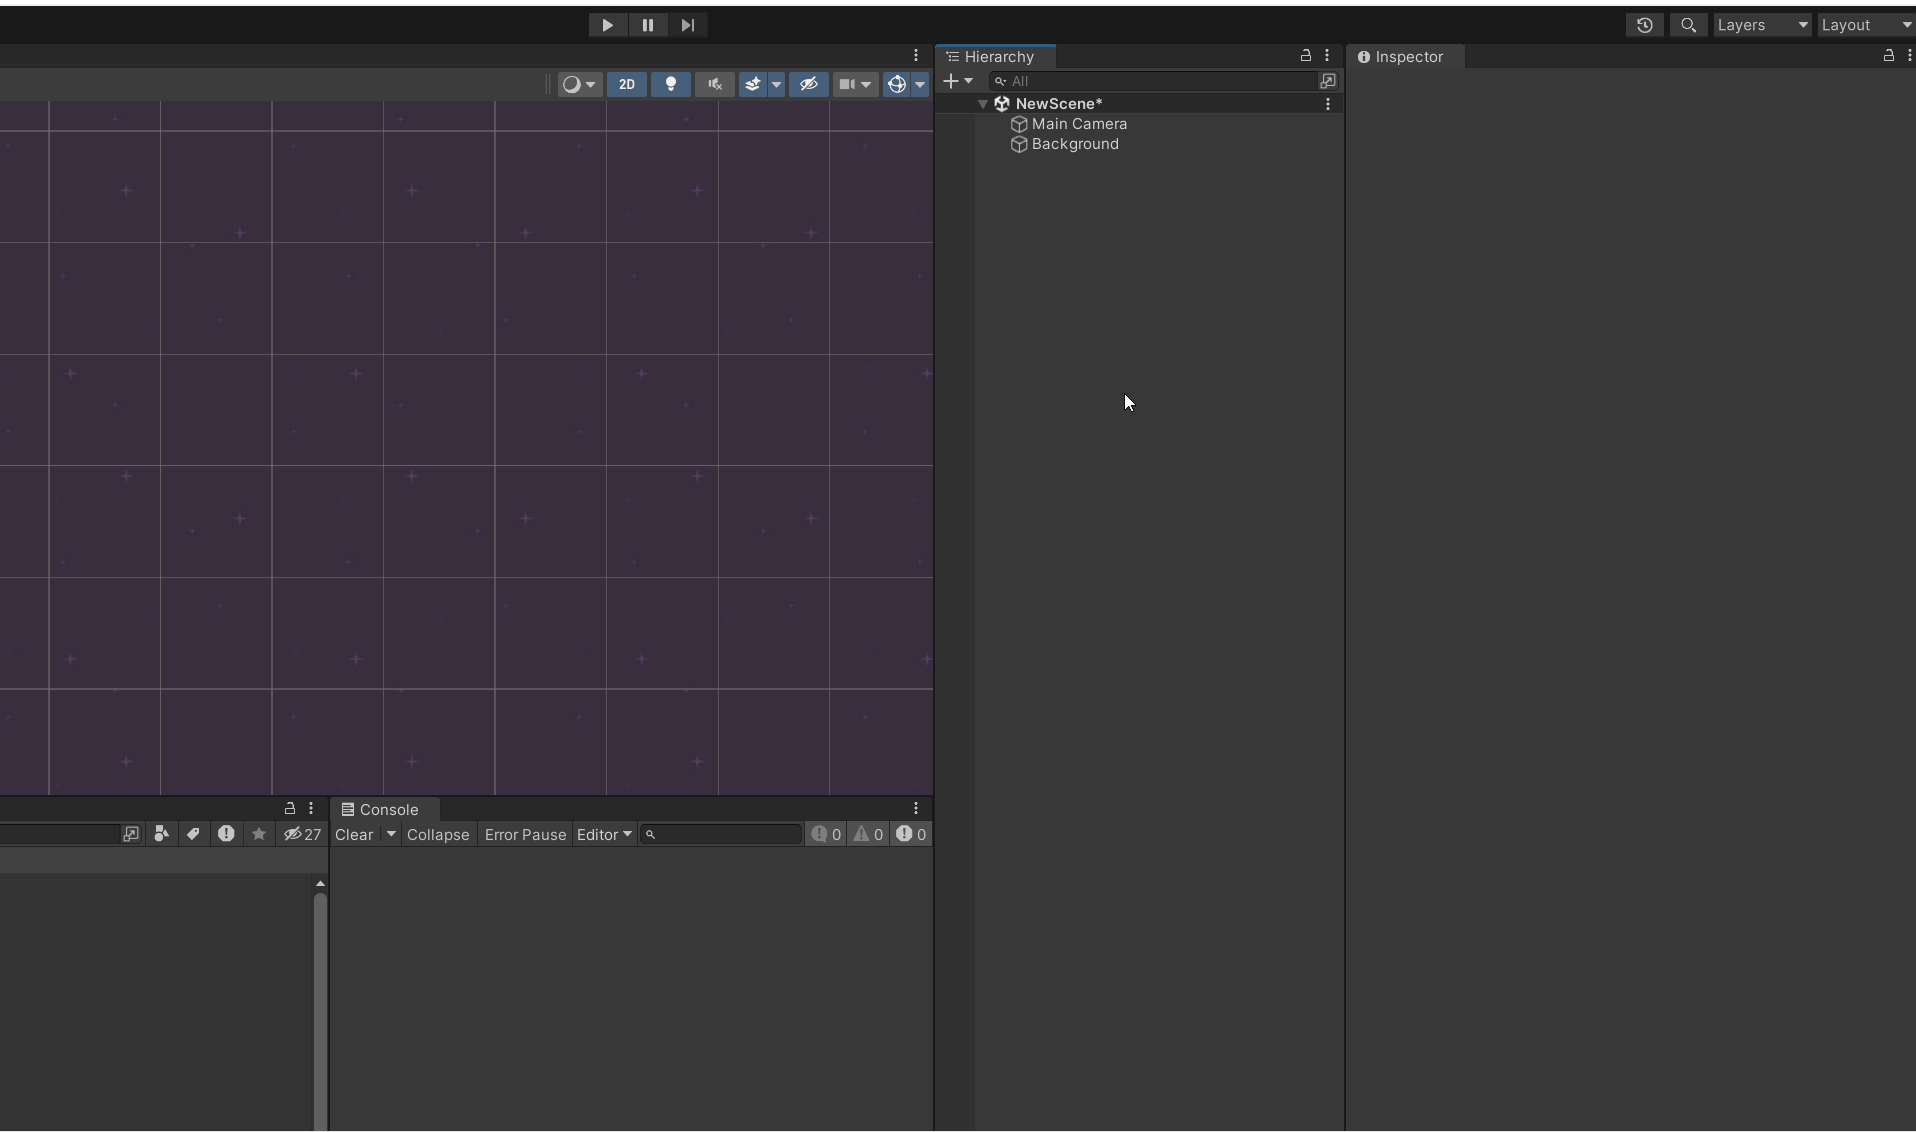 Layers
Layout
Hierarchy
Inspector
2D
All
NewScene*
Main Camera
Background
Console
27
Clear
Collapse
Error Pause
Editor
0
0
0